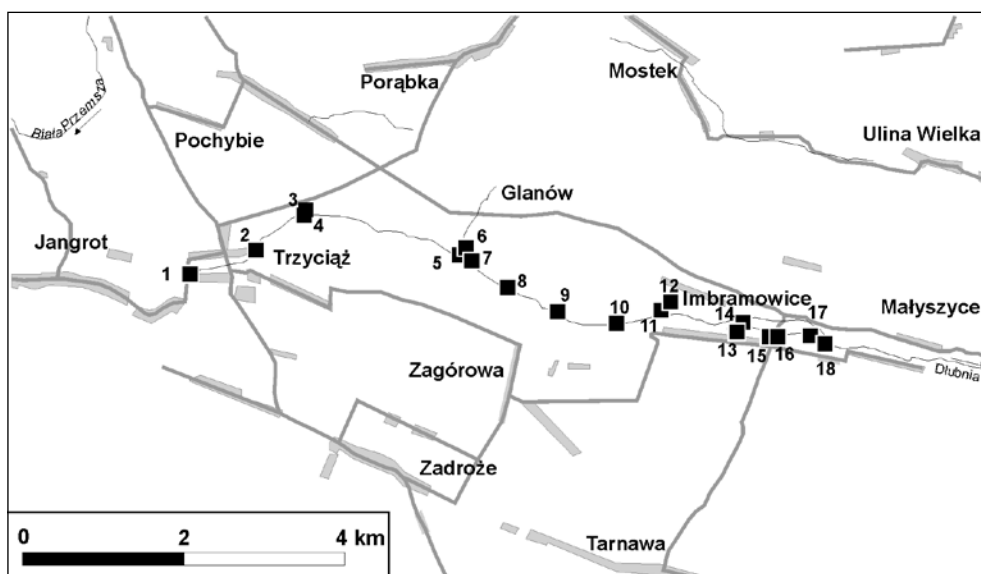 Porąbka
Mostek
Biała Przemsza
Pochybie
Ulina Wielka
Glanów
3
4
Jangrot
2
Trzyciąż
1
6
5
7
8
9
10
12
11
Imbramowice
14
17
Małyszyce
13
15
16
18
Dłubnia
Zagórowa
Zadroże
Tarnawa
0 2 4 km